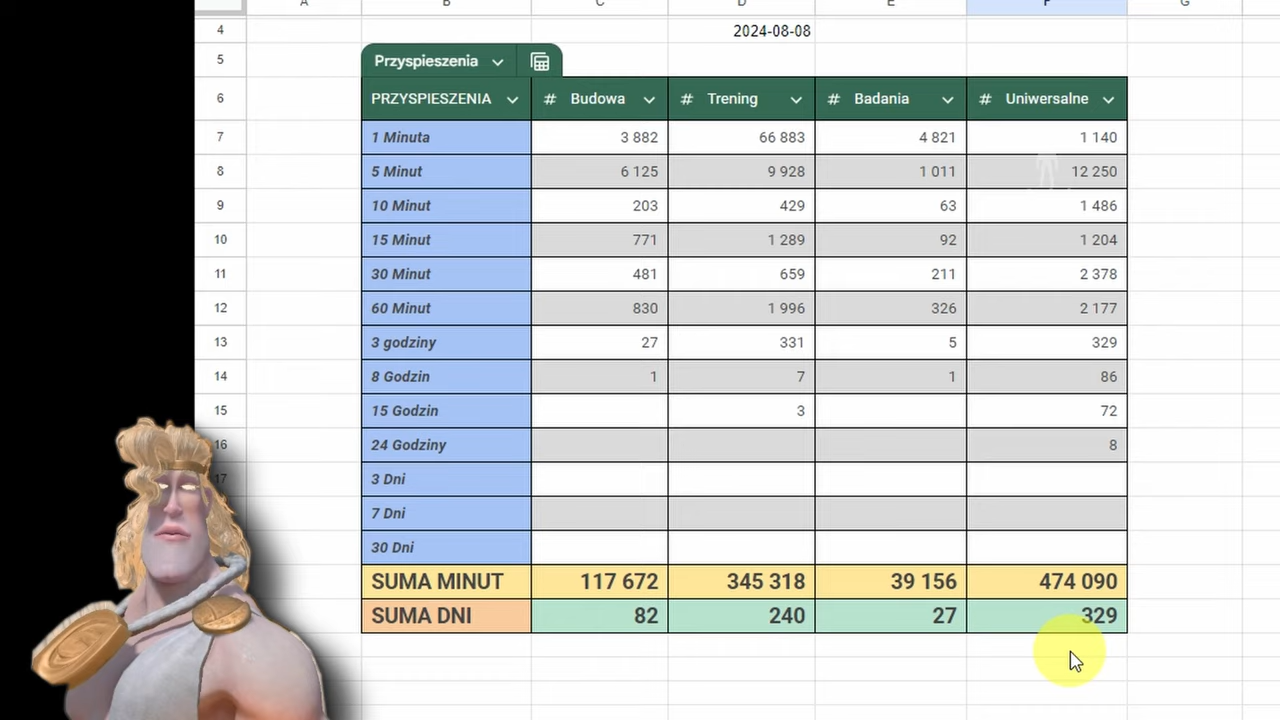 A B C D E F G
4 2024-08-08
5 Przyspieszenia
6 PRZYSPIESZENIA # Budowa # Trening # Badania # Uniwersalne
7 1 Minuta 3 882 66 883 4 821 1 140
8 5 Minut 6 125 9 928 1 011 12 250
9 10 Minut 203 429 63 1 486
10 15 Minut 771 1 289 92 1 204
11 30 Minut 481 659 211 2 378
12 60 Minut 830 1 996 326 2 177
13 3 godziny 27 331 5 329
14 8 Godzin 1 7 1 86
15 15 Godzin 3 72
16 24 Godziny 8
17 3 Dni
7 Dni
30 Dni
SUMA MINUT 117 672 345 318 39 156 474 090
SUMA DNI 82 240 27 329